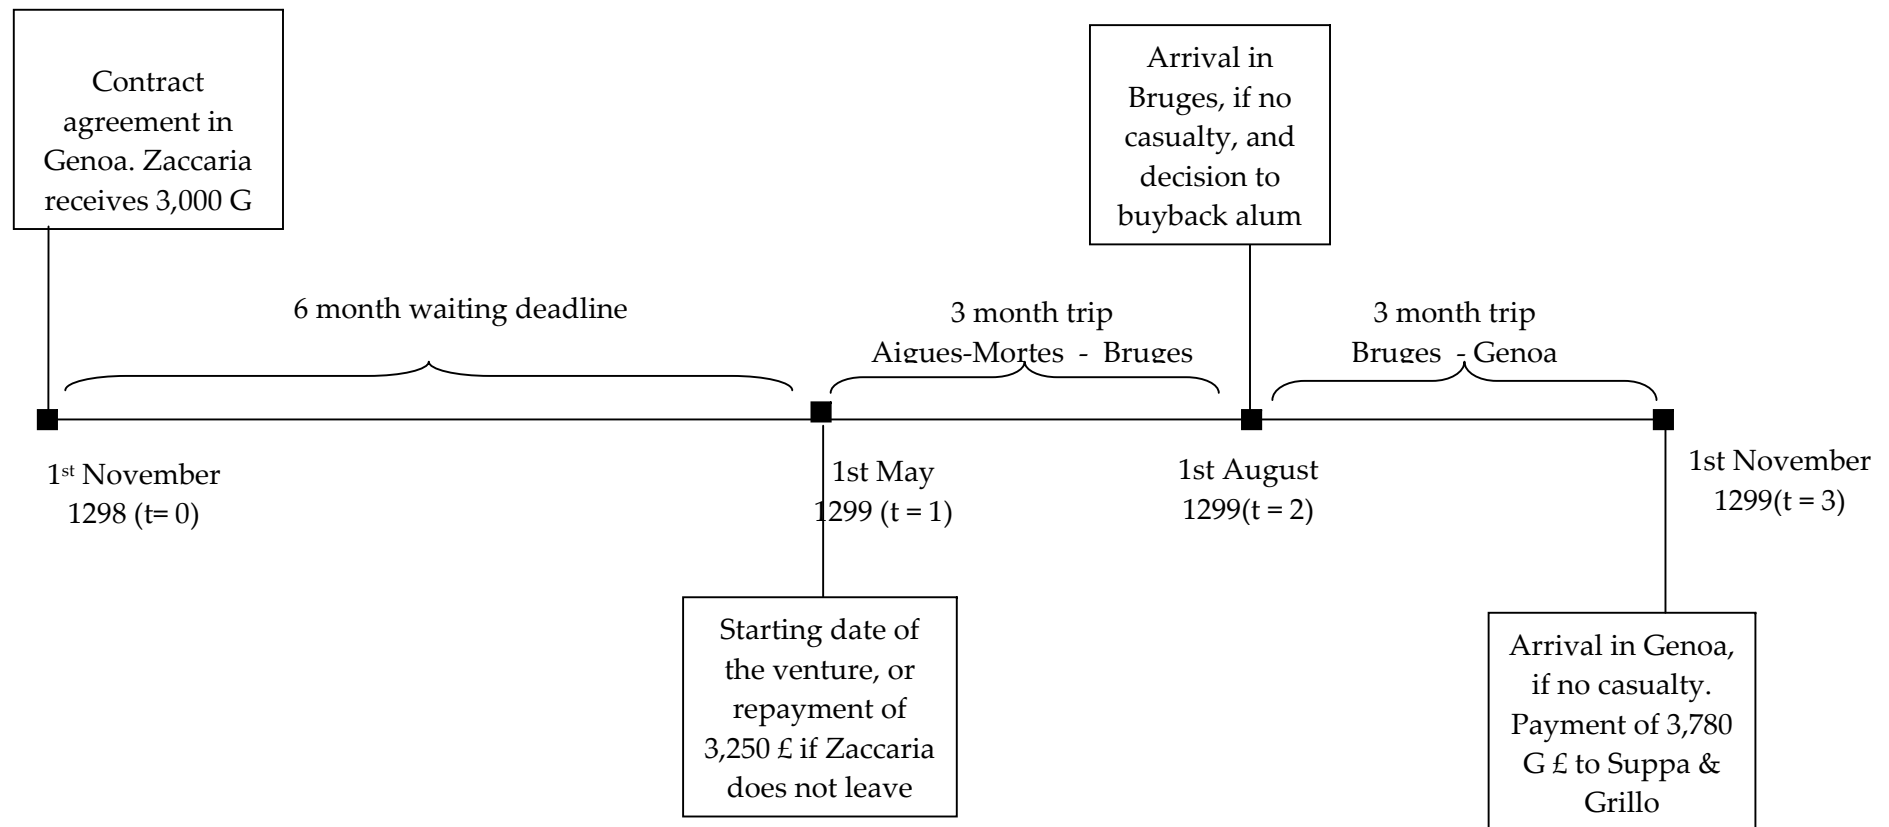 Contract
agreement in
Genoa. Zaccaria
receives 3,000 G
Arrival in
Bruges, if no
casualty, and
decision to
buyback alum
6 month waiting deadline
3 month trip
Aigues-Mortes - Bruges
3 month trip
Bruges - Genoa
1st November
1298 (t= 0)
1st May
1299 (t = 1)
1st August
1299(t = 2)
1st November
1299(t = 3)
Starting date of
the venture, or
repayment of
3,250 £ if Zaccaria
does not leave
Arrival in Genoa,
if no casualty.
Payment of 3,780
G £ to Suppa &
Grillo